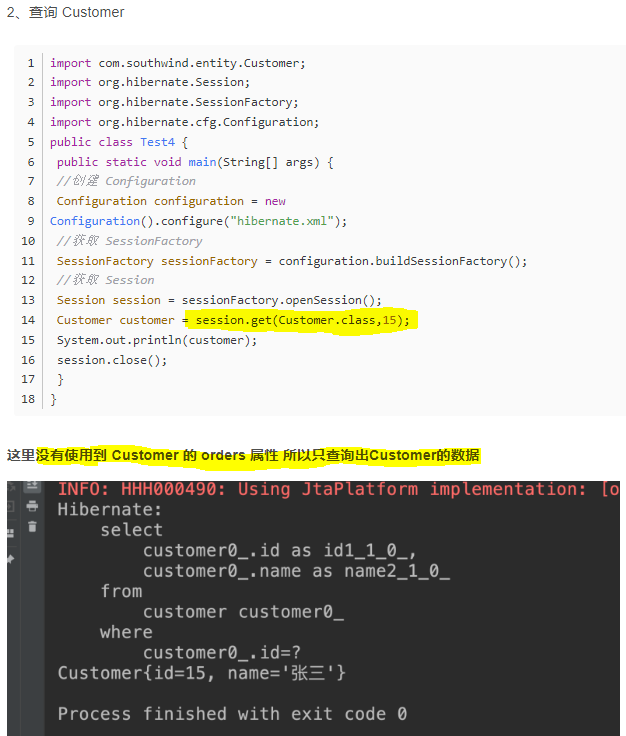 2、查询 Customer
1 import com.southwind.entity.Customer;
2 import org.hibernate.Session;
3 import org.hibernate.SessionFactory;
4 import org.hibernate.cfg.Configuration;
5 public class Test4 {
6 public static void main(String[] args) {
7 //创建 Configuration
8 Configuration configuration = new
9 Configuration().configure("hibernate.xml");
10 //获取 SessionFactory
11 SessionFactory sessionFactory = configuration.buildSessionFactory();
12 //获取 Session
13 Session session = sessionFactory.openSession();
14 Customer customer = session.get(Customer.class,15);
15 System.out.println(customer);
16 session.close();
17 }
18 }
这里没有使用到 Customer 的 orders 属性 所以只查询出Customer的数据
INFO: HHH000490: Using JtaPlatform implementation: [o
Hibernate:
select
customer0_.id as id1_1_0_,
customer0_.name as name2_1_0_
from
customer customer0_
where
customer0_.id=?
Customer{id=15, name='张三'}
Process finished with exit code 0